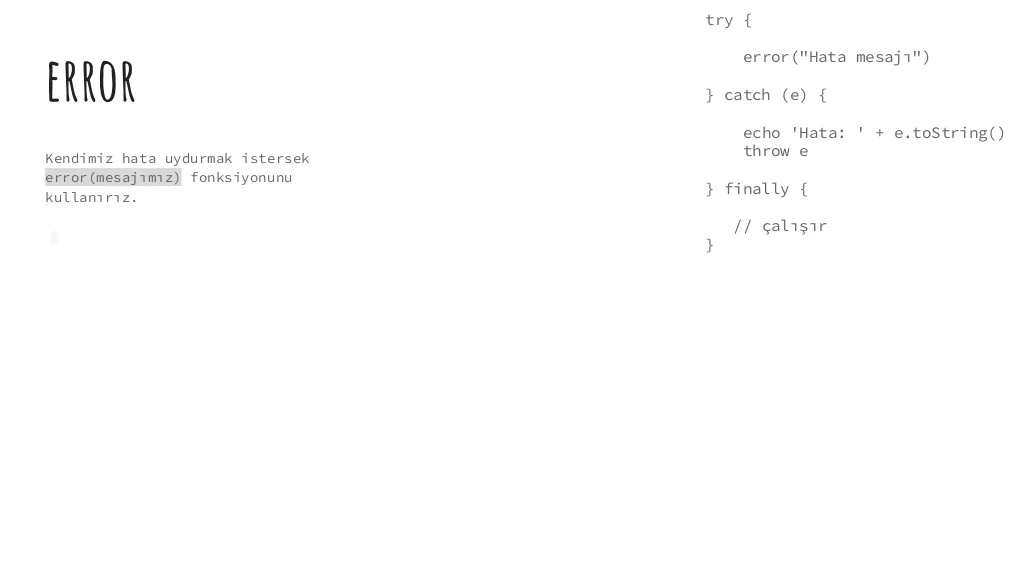 ERROR
Kendimiz hata uydurmak istersek
error(mesajımız) fonksiyonunu
kullanırız.
try {
error("Hata mesajı")
} catch (e) {
echo 'Hata: ' + e.toString()
throw e
} finally {
// çalışır
}